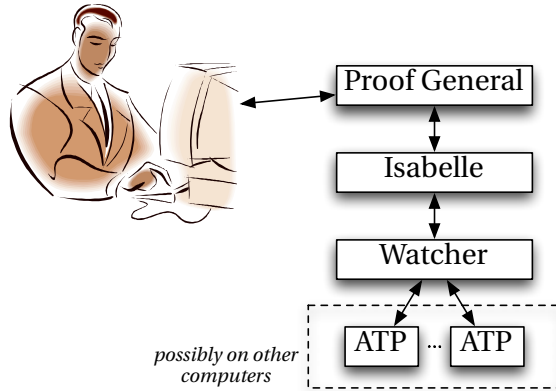 Proof General
Isabelle
Watcher
ATP ... ATP
possibly on other
computers